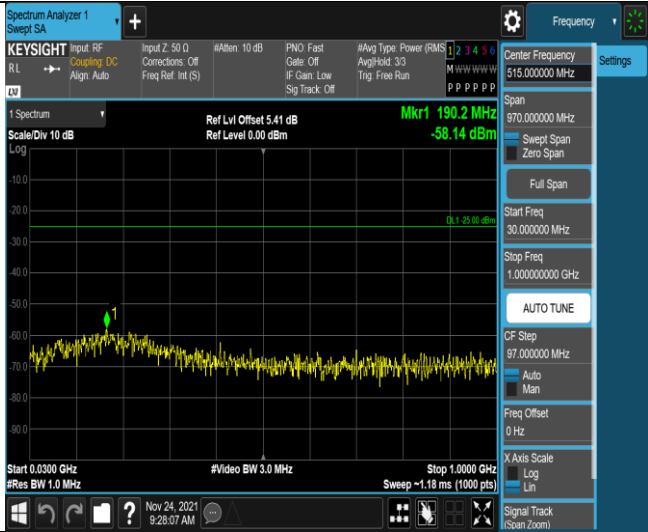 Spectrum Analyzer 1
Swept SA
+
Frequency
KEYSIGHT
RL
LXI
Input: RF
Coupling: DC
Align: Auto
Input Z: 50 Ω
Corrections: Off
Freq Ref: Int (S)
#Atten: 10 dB
PNO: Fast
Gate: Off
IF Gain: Low
Sig Track: Off
#Avg Type: Power (RMS
Avg|Hold: 3/3
Trig: Free Run
1 2 3 4 5 6
M W W W W W
P P P P P P
1 Spectrum
Scale/Div 10 dB
Log
Ref Lvl Offset 5.41 dB
Ref Level 0.00 dBm
Mkr1 190.2 MHz
-58.14 dBm
-10.0
-20.0
DL1 -25.00 dBm
-30.0
-40.0
-50.0
1
-60.0
-70.0
-80.0
-90.0
Start 0.0300 GHz
#Res BW 1.0 MHz
#Video BW 3.0 MHz
Stop 1.0000 GHz
Sweep ~1.18 ms (1000 pts)
?
Nov 24, 2021
9:28:07 AM
Center Frequency
515.000000 MHz
Settings
Span
970.000000 MHz
Swept Span
Zero Span
Full Span
Start Freq
30.000000 MHz
Stop Freq
1.000000000 GHz
AUTO TUNE
CF Step
97.000000 MHz
Auto
Man
Freq Offset
0 Hz
X Axis Scale
Log
Lin
Signal Track
(Span Zoom)